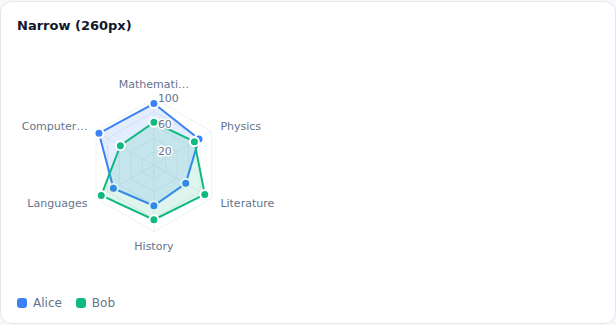 Narrow (260px)
Mathemati…
100
Computer…
60
Physics
20
Languages
Literature
History
Alice
Bob